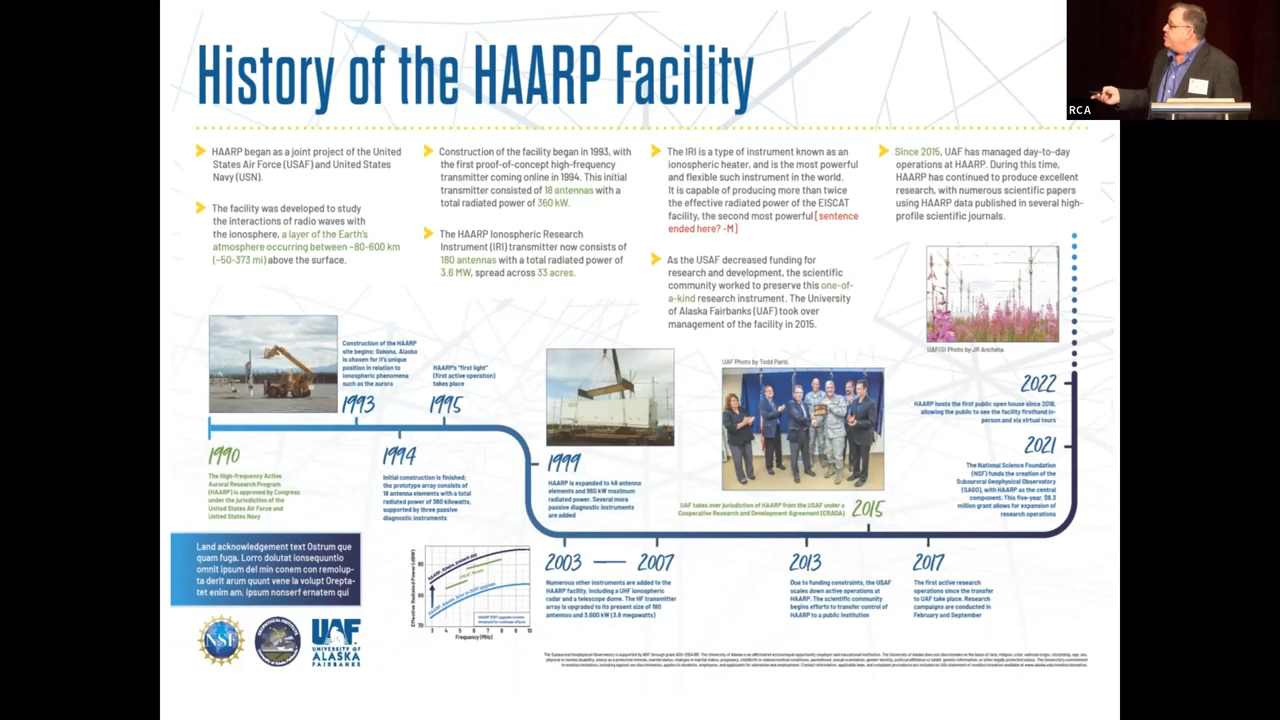 History of the HAARP Facility
RCA
HAARP began as a joint project of the United
States Air Force (USAF) and United States
Navy (USN).
The facility was developed to study
the interactions of radio waves with
the ionosphere, a layer of the Earth's
atmosphere occurring between ~80-600 km
(~50-373 mi) above the surface.
Construction of the facility began in 1993, with
the first proof-of-concept high-frequency
transmitter coming online in 1994. This initial
transmitter consisted of 18 antennas with a
total radiated power of 360 kW.
The HAARP Ionospheric Research
Instrument (IRI) transmitter now consists of
180 antennas with a total radiated power of
3.6 MW, spread across 33 acres.
The IRI is a type of instrument known as an
ionospheric heater, and is the most powerful
and flexible such instrument in the world.
It is capable of producing more than twice
the effective radiated power of the EISCAT
facility, the second most powerful [sentence
ended here? -M]
As the USAF decreased funding for
research and development, the scientific
community worked to preserve this one-of-
a-kind research instrument. The University
of Alaska Fairbanks (UAF) took over
management of the facility in 2015.
Since 2015, UAF has managed day-to-day
operations at HAARP. During this time,
HAARP has continued to produce excellent
research, with numerous scientific papers
using HAARP data published in several high-
profile scientific journals.
UAF/GI Photo by JR Ancheta.
UAF Photo by Todd Paris.
1990
The High-frequency Active
Auroral Research Program
(HAARP) is approved by Congress
under the jurisdiction of the
United States Air Force and
United States Navy
Construction of the HAARP
site begins; Gakona, Alaska
is chosen for it's unique
position in relation to
ionospheric phenomena
such as the aurora
1993
1994
Initial construction is finished;
the prototype array consists of
18 antenna elements with a total
radiated power of 360 kilowatts,
supported by three passive
diagnostic instruments
HAARP's "first light"
(first active operation)
takes place
1995
1999
HAARP is expanded to 48 antenna
elements and 960 kW maximum
radiated power. Several more
passive diagnostic instruments
are added
2003 — 2007
Numerous other instruments are added to the
HAARP facility, including a UHF ionospheric
radar and a telescope dome. The HF transmitter
array is upgraded to its present size of 180
antennas and 3,600 kW (3.6 megawatts)
2013
Due to funding constraints, the USAF
scales down active operations at
HAARP. The scientific community
begins efforts to transfer control of
HAARP to a public institution
UAF takes over jurisdiction of HAARP from the USAF under a
Cooperative Research and Development Agreement (CRADA)
2015
2017
The first active research
operations since the transfer
to UAF take place. Research
campaigns are conducted in
February and September
2021
The National Science Foundation
(NSF) funds the creation of the
Subauroral Geophysical Observatory
(SAGO), with HAARP as the central
component. This five-year, $9.3
million grant allows for expansion of
research operations
2022
HAARP hosts the first public open house since 2018,
allowing the public to see the facility firsthand in-
person and via virtual tours
Land acknowledgement text Ostrum que
quam fuga. Lorro dolutat ionsequuntio
omnit ipsum del min conem con remolup-
ta derit arum qunt vene la volupt Orepta-
tet enim am, ipsum nonserf ernatem qui
NSF
UAF
UNIVERSITY OF
ALASKA
FAIRBANKS
Effective Radiated Power (dBW)
90
80
70
3 4 5 6 7 8 9 10
Frequency (MHz)